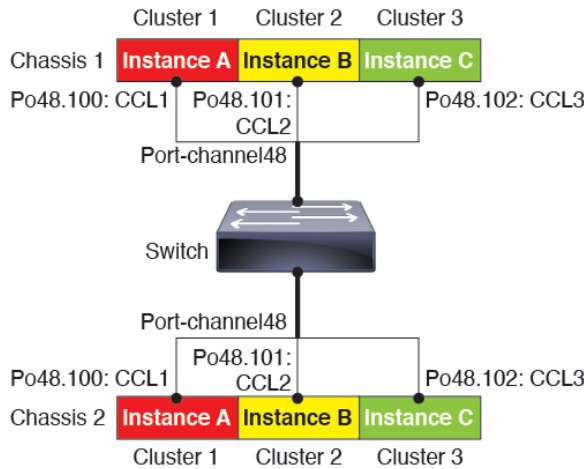 Cluster 1 Cluster 2 Cluster 3
Chassis 1 Instance A Instance B Instance C
Po48.100: CCL1 Po48.101: Po48.102: CCL3
CCL2
Port-channel48
Switch
Port-channel48
Po48.101:
Po48.100: CCL1 CCL2 Po48.102: CCL3
Chassis 2 Instance A Instance B Instance C
Cluster 1 Cluster 2 Cluster 3